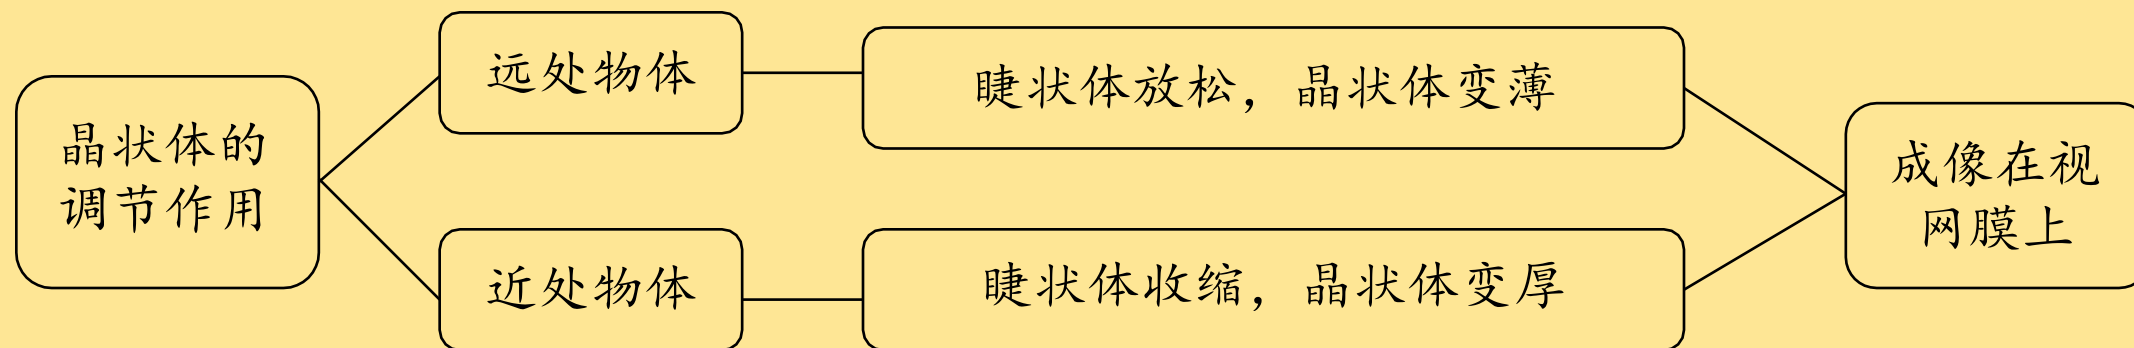 晶状体的
调节作用
远处物体
睫状体放松，晶状体变薄
近处物体
睫状体收缩，晶状体变厚
成像在视
网膜上